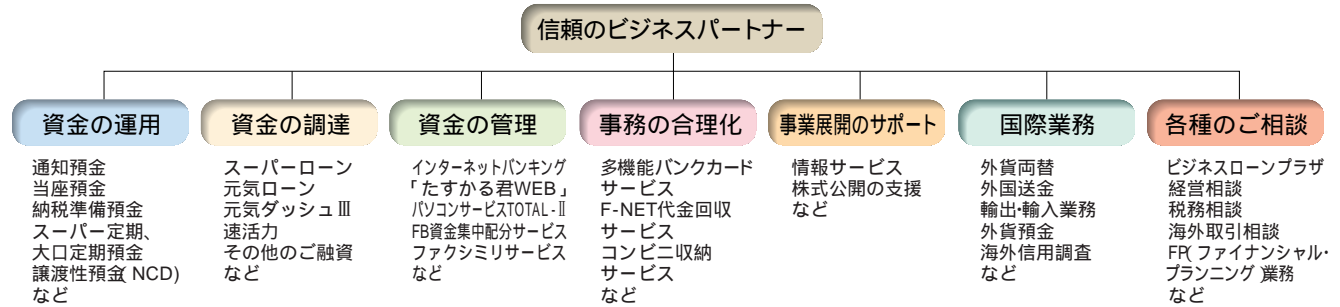 信頼のビジネスパートナー
資金の運用
通知預金
当座預金
納税準備預金
スーパー定期、
大口定期預金
譲渡性預金(NCD)
など
資金の調達
スーパーローン
元気ローン
元気ダッシュⅢ
速活力
その他のご融資
など
資金の管理
インターネットバンキング
「たすかる君WEB」
パソコンサービスTOTAL-Ⅱ
FB資金集中配分サービス
ファクシミリサービス
など
事務の合理化
多機能バンクカード
サービス
F-NET代金回収
サービス
コンビニ収納
サービス
など
事業展開のサポート
情報サービス
株式公開の支援
など
国際業務
外貨両替
外国送金
輸出・輸入業務
外貨預金
海外信用調査
など
各種のご相談
ビジネスローンプラザ
経営相談
税務相談
海外取引相談
FP(ファイナンシャル・
プランニング)業務
など